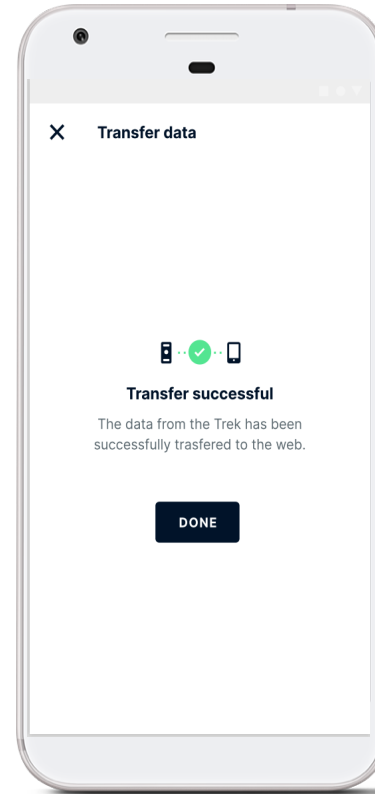 Transfer data
Transfer successful
The data from the Trek has been
successfully trasfered to the web.
DONE